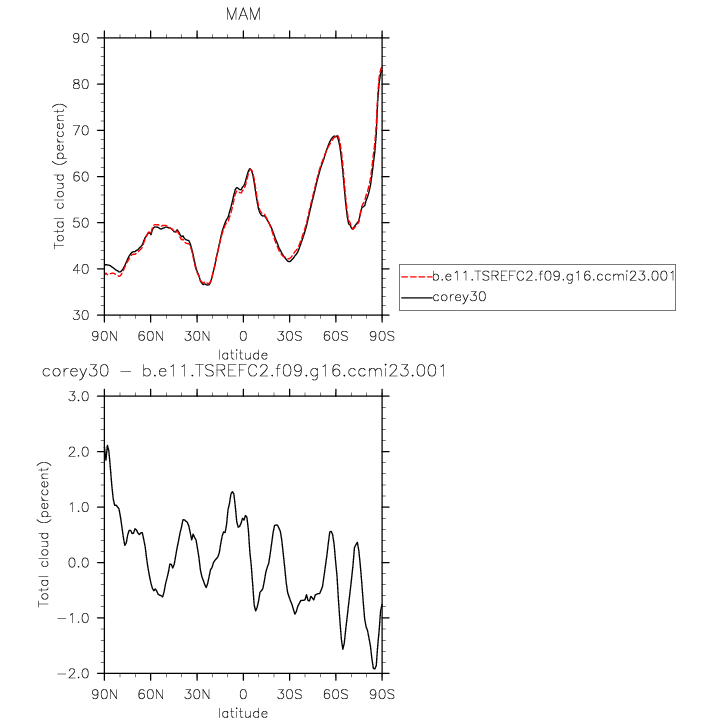 MAM
90
80
70
60
50
40
30
Total cloud (percent)
90N 60N 30N 0 30S 60S 90S
latitude
b.e11.TSREFC2.f09.g16.ccmi23.001
corey30
corey30 − b.e11.TSREFC2.f09.g16.ccmi23.001
3.0
2.0
1.0
0.0
−1.0
−2.0
Total cloud (percent)
90N 60N 30N 0 30S 60S 90S
latitude